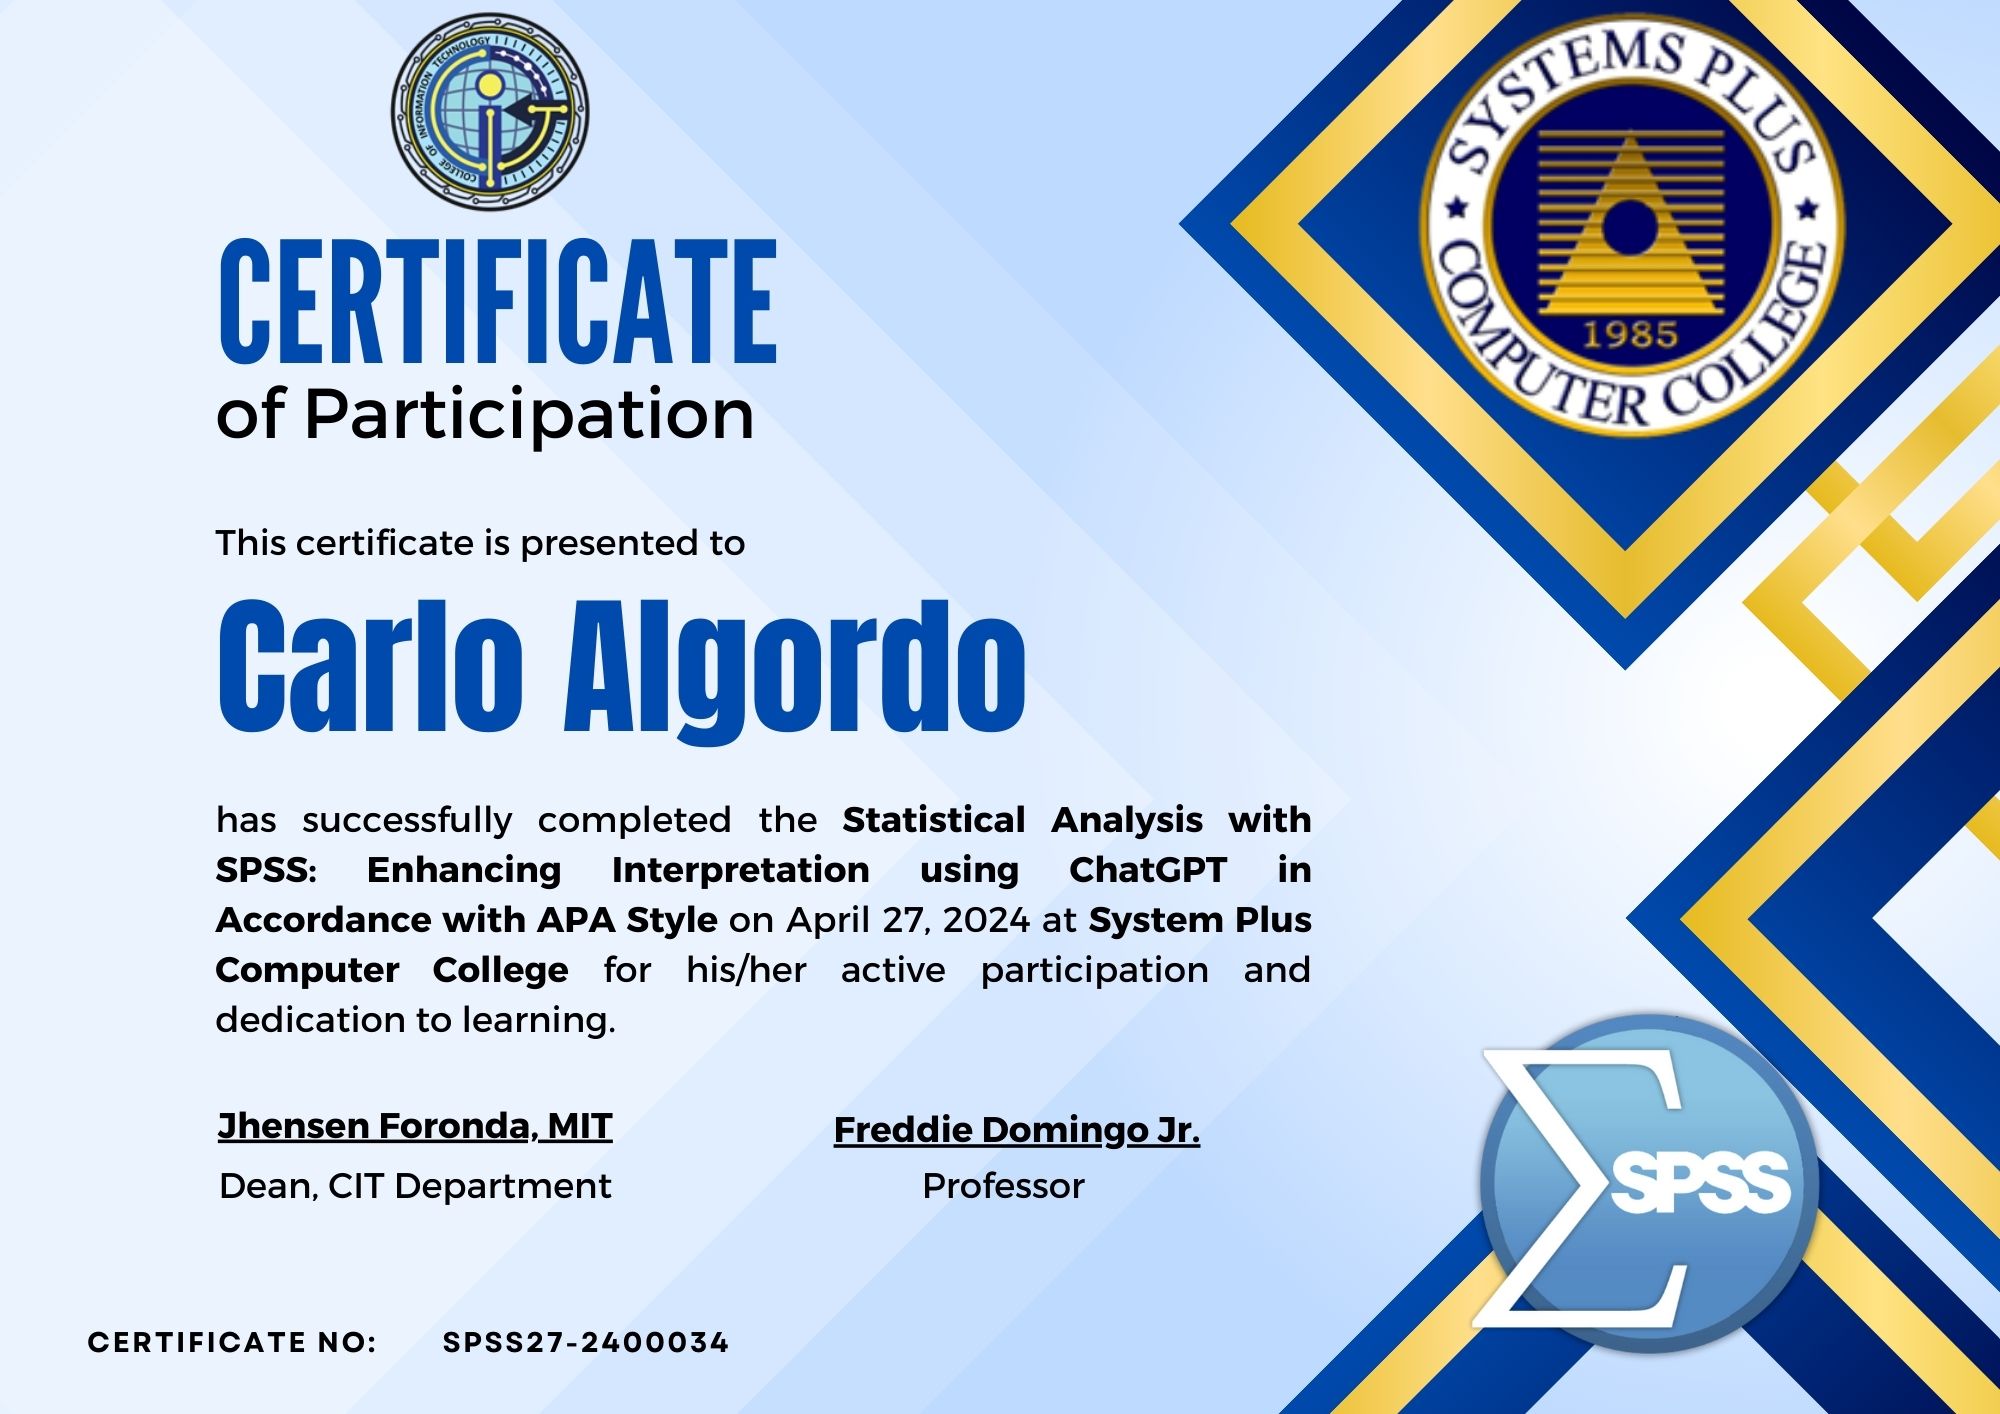 COLLEGE OF INFORMATION TECHNOLOGY
SYSTEMS PLUS
COMPUTER COLLEGE
1985
CERTIFICATE
of Participation
This certificate is presented to
Carlo Algordo
has successfully completed the Statistical Analysis with
SPSS: Enhancing Interpretation using ChatGPT in
Accordance with APA Style on April 27, 2024 at System Plus
Computer College for his/her active participation and
dedication to learning.
Jhensen Foronda, MIT
Dean, CIT Department
Freddie Domingo Jr.
Professor
Σ SPSS
CERTIFICATE NO: SPSS27-2400034